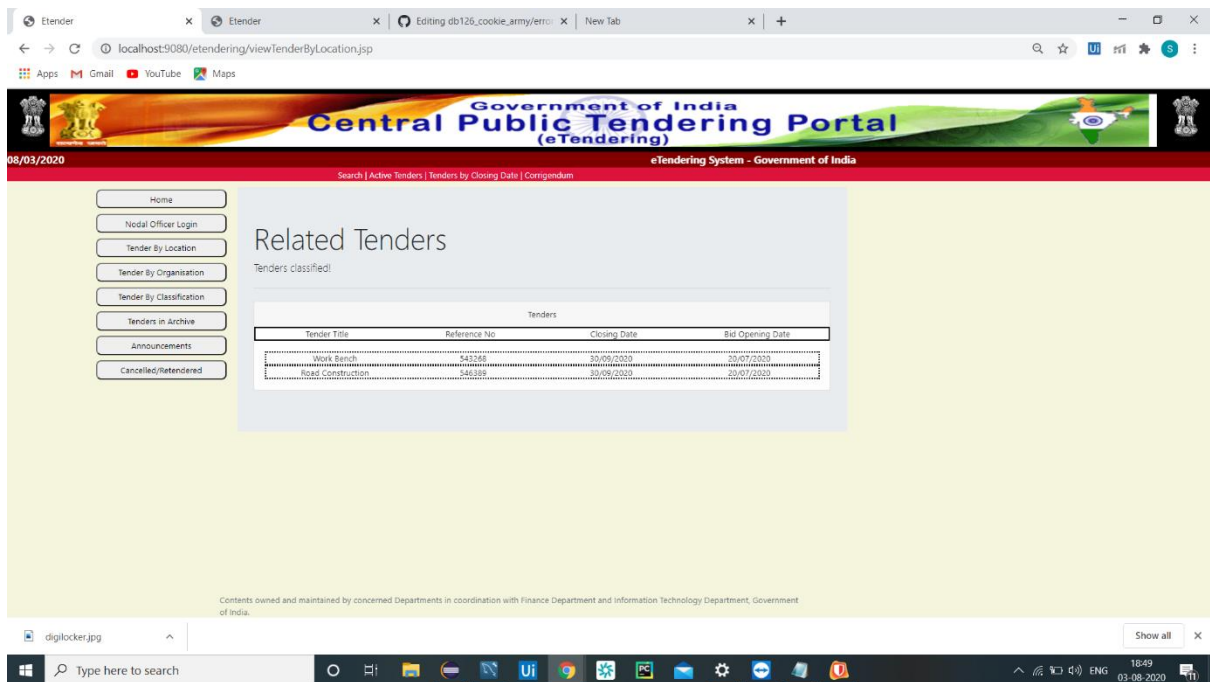 Etender
Etender
Editing db126_cookie_army/error
New Tab
localhost:9080/etendering/viewTenderByLocation.jsp
Apps Gmail YouTube Maps
Government of India
Central Public Tendering Portal
(eTendering)
08/03/2020 eTendering System - Government of India
Search | Active Tenders | Tenders by Closing Date | Corrigendum
Home
Nodal Officer Login
Tender By Location
Tender By Organisation
Tender By Classification
Tenders in Archive
Announcements
Cancelled/Retendered
Related Tenders
Tenders classified!
Tenders
Tender Title Reference No Closing Date Bid Opening Date
Work Bench 543268 30/09/2020 20/07/2020
Road Construction 546389 30/09/2020 20/07/2020
Contents owned and maintained by concerned Departments in coordination with Finance Department and Information Technology Department, Government
of India.
digilocker.jpg Show all
Type here to search Ui PC ENG 18:49
03-08-2020